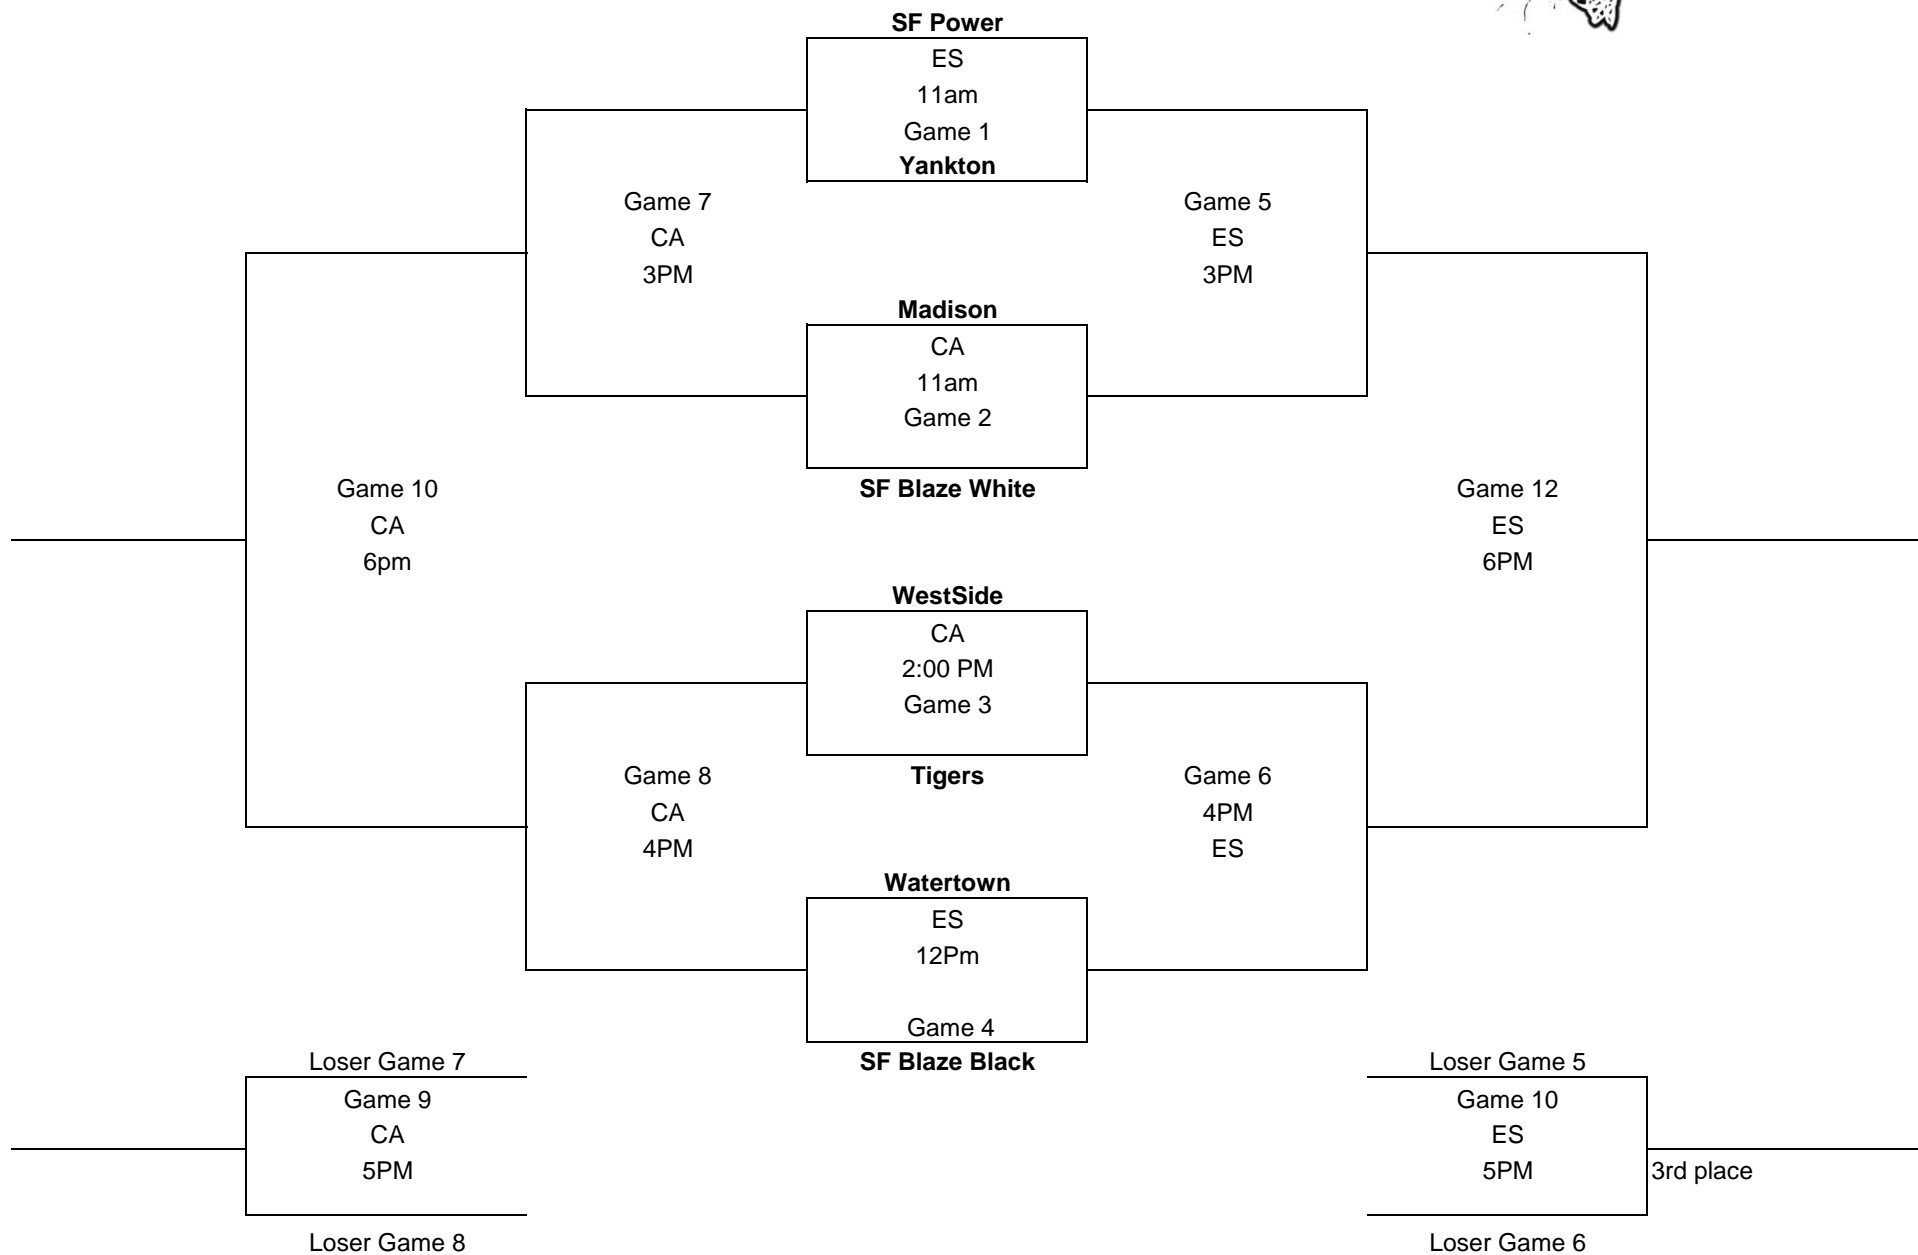 SF Power
ES
11am
Game 1
Yankton
Game 7
CA
3PM
Game 5
ES
3PM
Madison
CA
11am
Game 2
SF Blaze White
Game 10
CA
6pm
Game 12
ES
6PM
WestSide
CA
2:00 PM
Game 3
Tigers
Game 8
CA
4PM
Game 6
4PM
ES
Watertown
ES
12Pm
Game 4
SF Blaze Black
Loser Game 7
Game 9
CA
5PM
Loser Game 8
Loser Game 5
Game 10
ES
5PM
3rd place
Loser Game 6